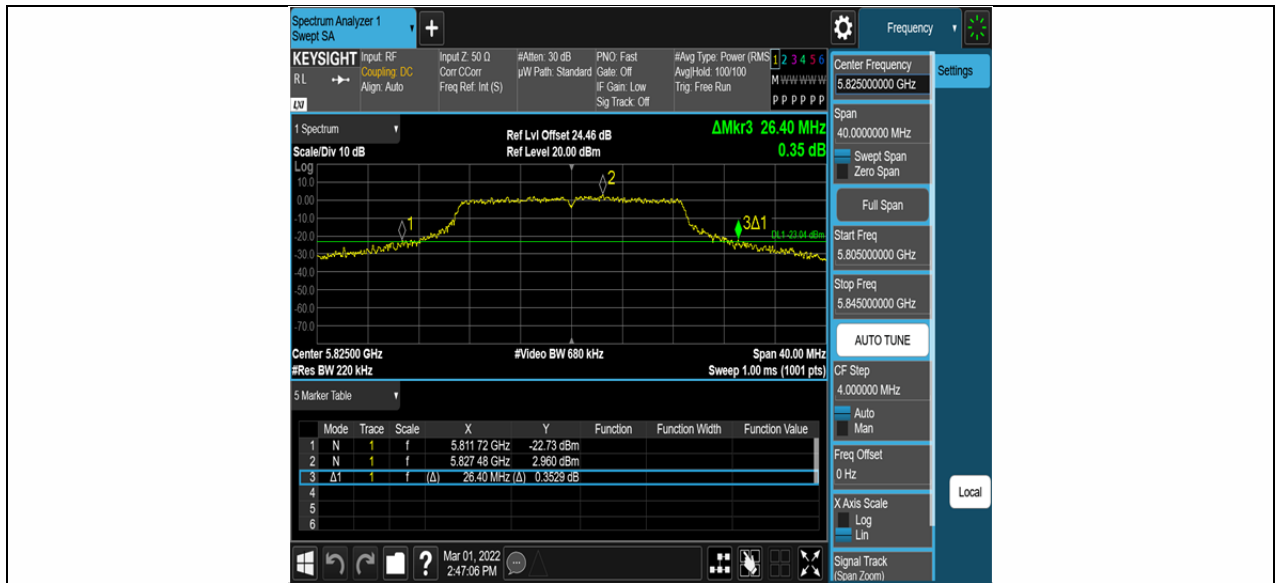 Spectrum Analyzer 1
Swept SA
+
Frequency
KEYSIGHT
RL
LXI
Input: RF
Coupling: DC
Align: Auto
Input Z: 50 Ω
Corr CCorr
Freq Ref: Int (S)
#Atten: 30 dB
µW Path: Standard
PNO: Fast
Gate: Off
IF Gain: Low
Sig Track: Off
#Avg Type: Power (RMS
Avg|Hold: 100/100
Trig: Free Run
1 2 3 4 5 6
M W W W W W
P P P P P P
1 Spectrum
Scale/Div 10 dB
Ref Lvl Offset 24.46 dB
Ref Level 20.00 dBm
ΔMkr3 26.40 MHz
0.35 dB
Log
10.0
0.00
-10.0
-20.0
-30.0
-40.0
-50.0
-60.0
-70.0
1
2
3Δ1
DL1 -23.04 dBm
Center 5.82500 GHz
#Res BW 220 kHz
#Video BW 680 kHz
Span 40.00 MHz
Sweep 1.00 ms (1001 pts)
5 Marker Table
Mode Trace Scale X Y Function Function Width Function Value
1 N 1 f 5.811 72 GHz -22.73 dBm
2 N 1 f 5.827 48 GHz 2.960 dBm
3 Δ1 1 f (Δ) 26.40 MHz (Δ) 0.3529 dB
4
5
6
?
Mar 01, 2022
2:47:06 PM
Center Frequency
5.825000000 GHz
Span
40.0000000 MHz
Swept Span
Zero Span
Full Span
Start Freq
5.805000000 GHz
Stop Freq
5.845000000 GHz
AUTO TUNE
CF Step
4.000000 MHz
Auto
Man
Freq Offset
0 Hz
X Axis Scale
Log
Lin
Signal Track
(Span Zoom)
Settings
Local